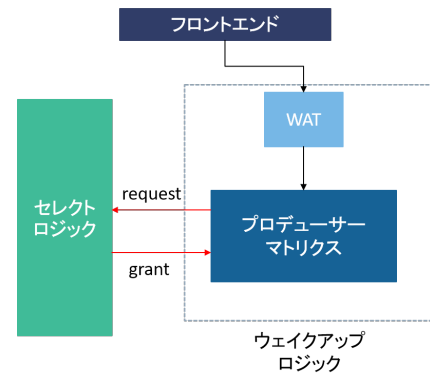 フロントエンド
WAT
セレクト
ロジック
request
grant
プロデューサー
マトリクス
ウェイクアップ
ロジック